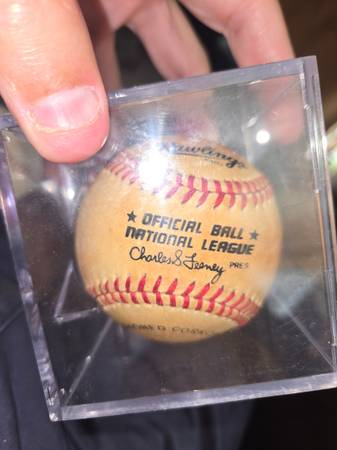 Rawlings
★ OFFICIAL BALL ★
NATIONAL LEAGUE
Charles S. Feeney PRES.